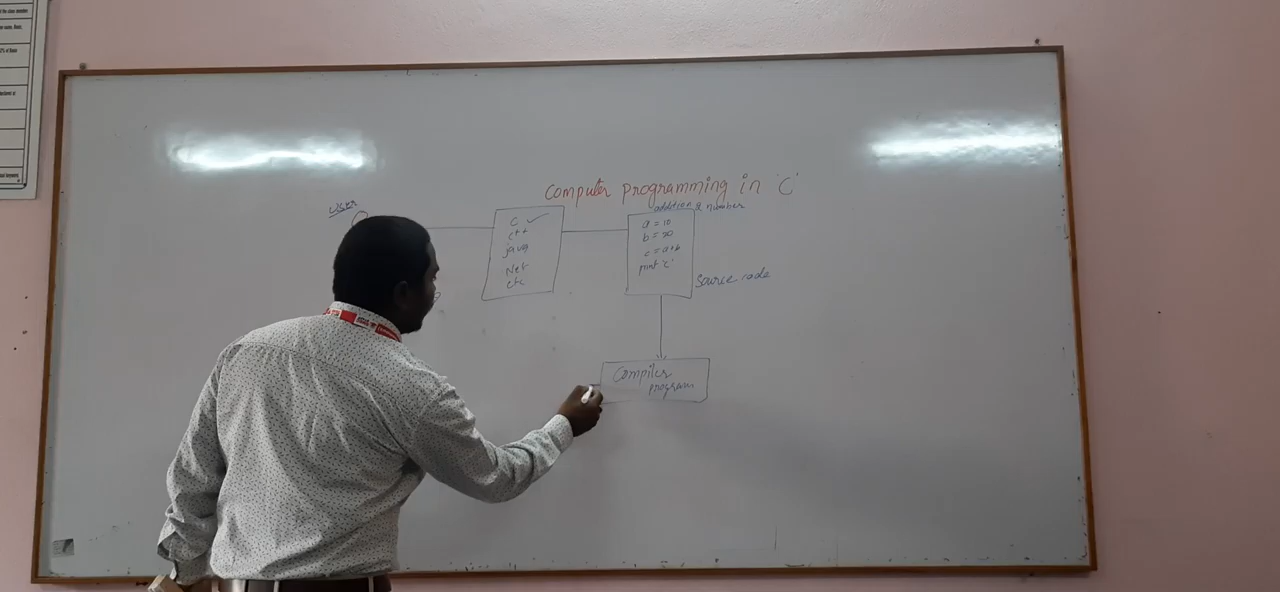 Computer programming in 'C'
User
addition 2 number
C ✓
C++
java
Net
etc
a = 10
b = 20
c = a+b
print 'c'
Source code
Compiler
program